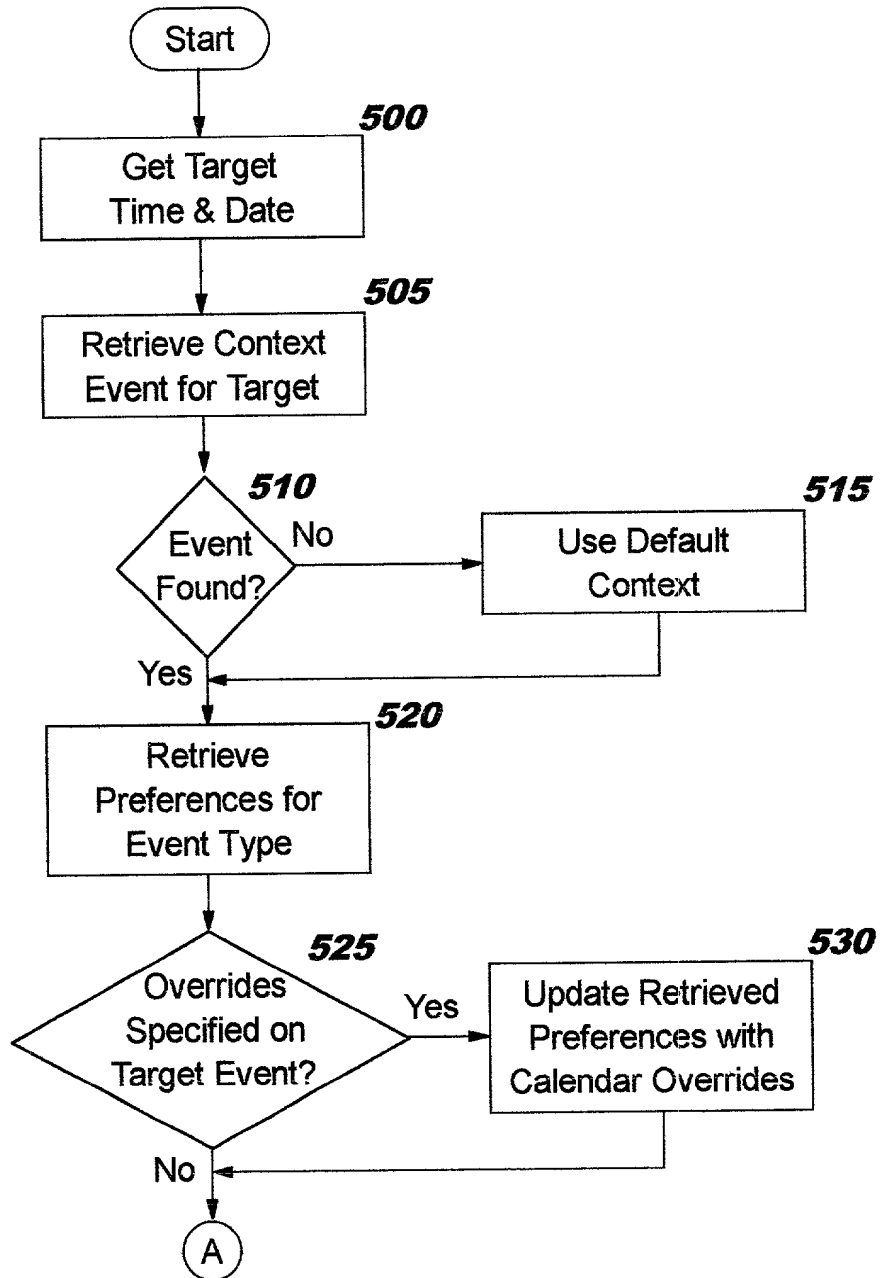 Start
500
Get Target
Time & Date
505
Retrieve Context
Event for Target
510
Event
Found?
No
515
Use Default
Context
Yes
520
Retrieve
Preferences for
Event Type
525
Overrides
Specified on
Target Event?
Yes
530
Update Retrieved
Preferences with
Calendar Overrides
No
A